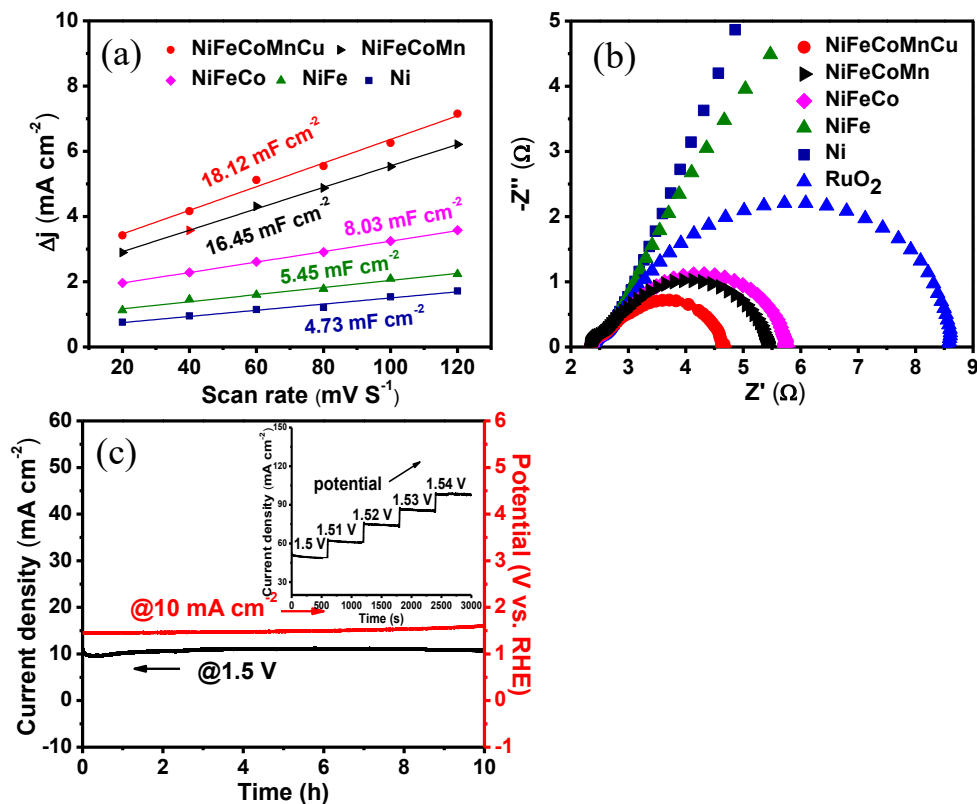 (a)
NiFeCoMnCu NiFeCoMn
NiFeCo NiFe Ni
18.12 mF cm-2
16.45 mF cm-2
8.03 mF cm-2
5.45 mF cm-2
4.73 mF cm-2
10
8
6
4
2
0
20 40 60 80 100 120
Δj (mA cm-2)
Scan rate (mV S-1)
(b)
NiFeCoMnCu
NiFeCoMn
NiFeCo
NiFe
Ni
RuO2
5
4
3
2
1
0
2 3 4 5 6 7 8 9
-Z'' (Ω)
Z' (Ω)
(c)
60
50
40
30
20
10
0
-10
Current density (mA cm-2)
0 2 4 6 8 10
Time (h)
6
5
4
3
2
1
0
-1
Potential (V vs. RHE)
@10 mA cm-2
@1.5 V
150
120
90
60
30
Current density (mA cm-2)
potential
1.5 V
1.51 V
1.52 V
1.53 V
1.54 V
0 500 1000 1500 2000 2500 3000
Time (s)